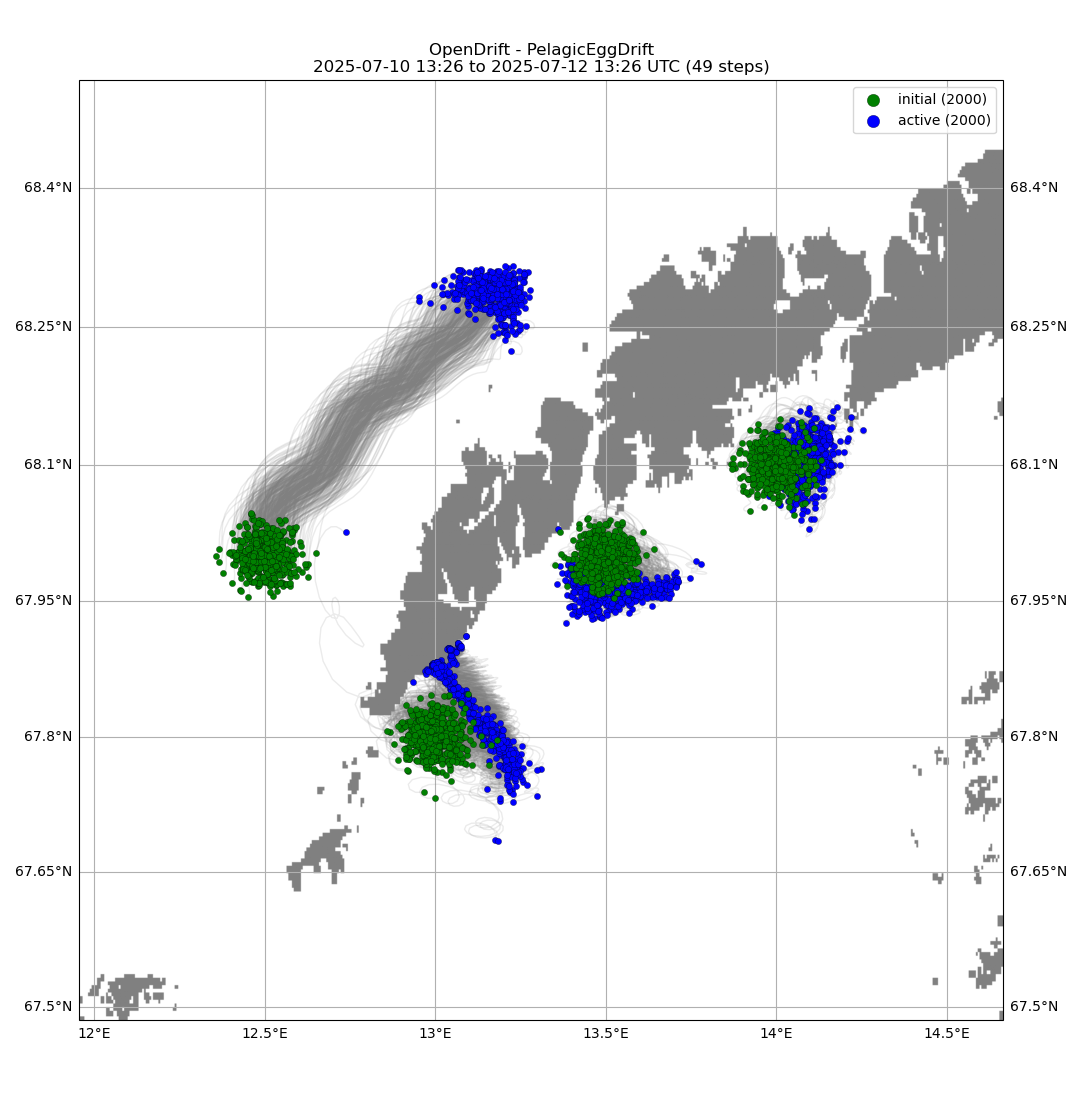 OpenDrift - PelagicEggDrift
2025-07-10 13:26 to 2025-07-12 13:26 UTC (49 steps)
initial (2000)
active (2000)
68.4°N
68.4°N
68.25°N
68.25°N
68.1°N
68.1°N
67.95°N
67.95°N
67.8°N
67.8°N
67.65°N
67.65°N
67.5°N
67.5°N
12°E 12.5°E 13°E 13.5°E 14°E 14.5°E